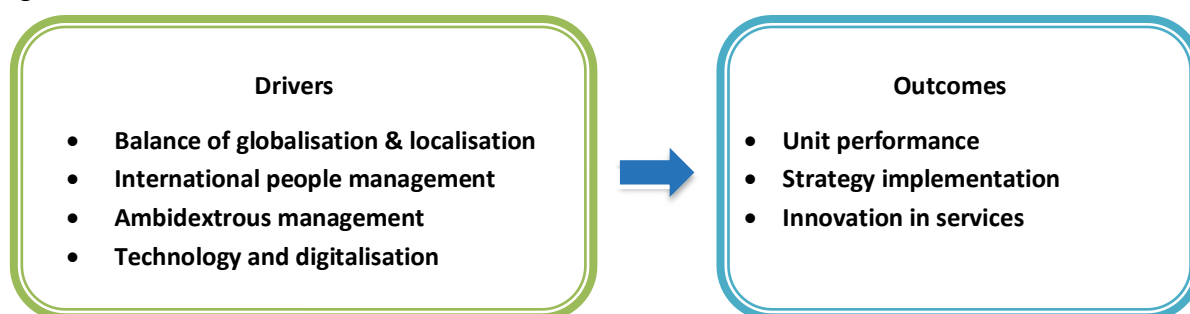 Drivers
• Balance of globalisation & localisation
• International people management
• Ambidextrous management
• Technology and digitalisation
Outcomes
• Unit performance
• Strategy implementation
• Innovation in services